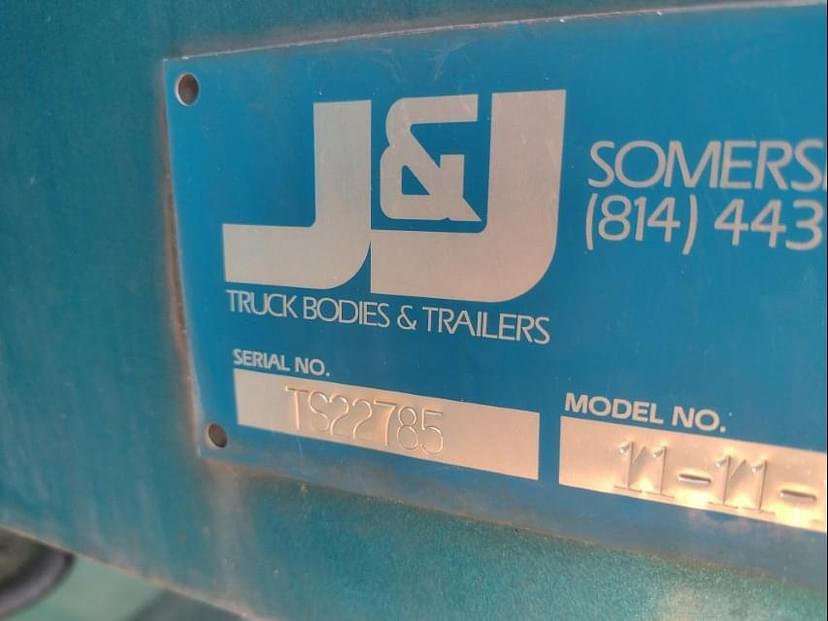 J&J
SOMERS
(814) 443
TRUCK BODIES & TRAILERS
SERIAL NO.
TS22785
MODEL NO.
11-11-